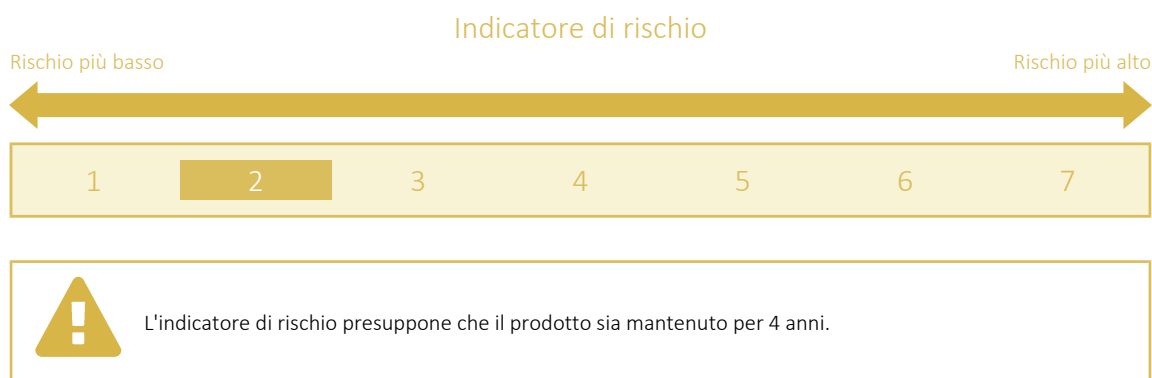 Indicatore di rischio
Rischio più basso Rischio più alto
1 2 3 4 5 6 7
L'indicatore di rischio presuppone che il prodotto sia mantenuto per 4 anni.